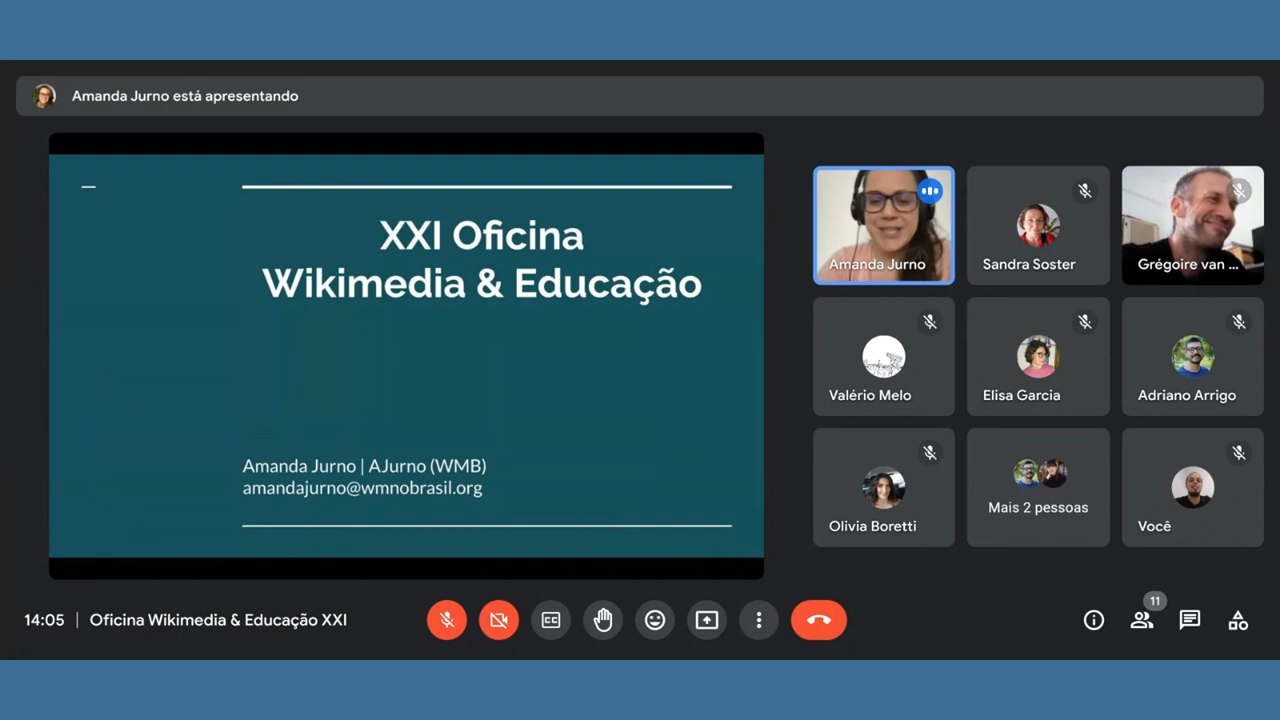 Amanda Jurno está apresentando
XXI Oficina
Wikimedia & Educação
Amanda Jurno | AJurno (WMB)
amandajurno@wmnobrasil.org
Amanda Jurno
Sandra Soster
Grégoire van ...
Valério Melo
Elisa Garcia
Adriano Arrigo
Olivia Boretti
Mais 2 pessoas
Você
14:05 | Oficina Wikimedia & Educação XXI
CC
11